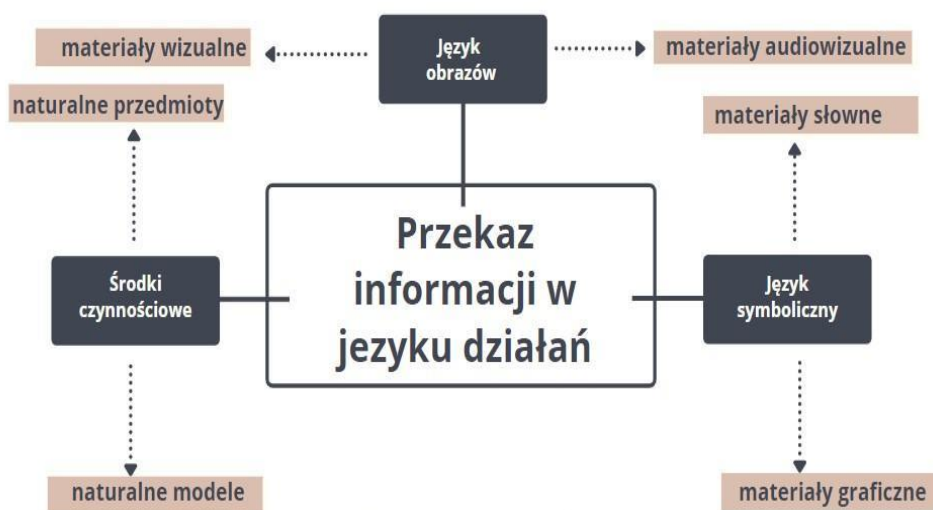 Język
obrazów
materiały wizualne
materiały audiowizualne
naturalne przedmioty
materiały słowne
Przekaz
informacji w
jezyku działań
Środki
czynnościowe
Język
symboliczny
naturalne modele
materiały graficzne